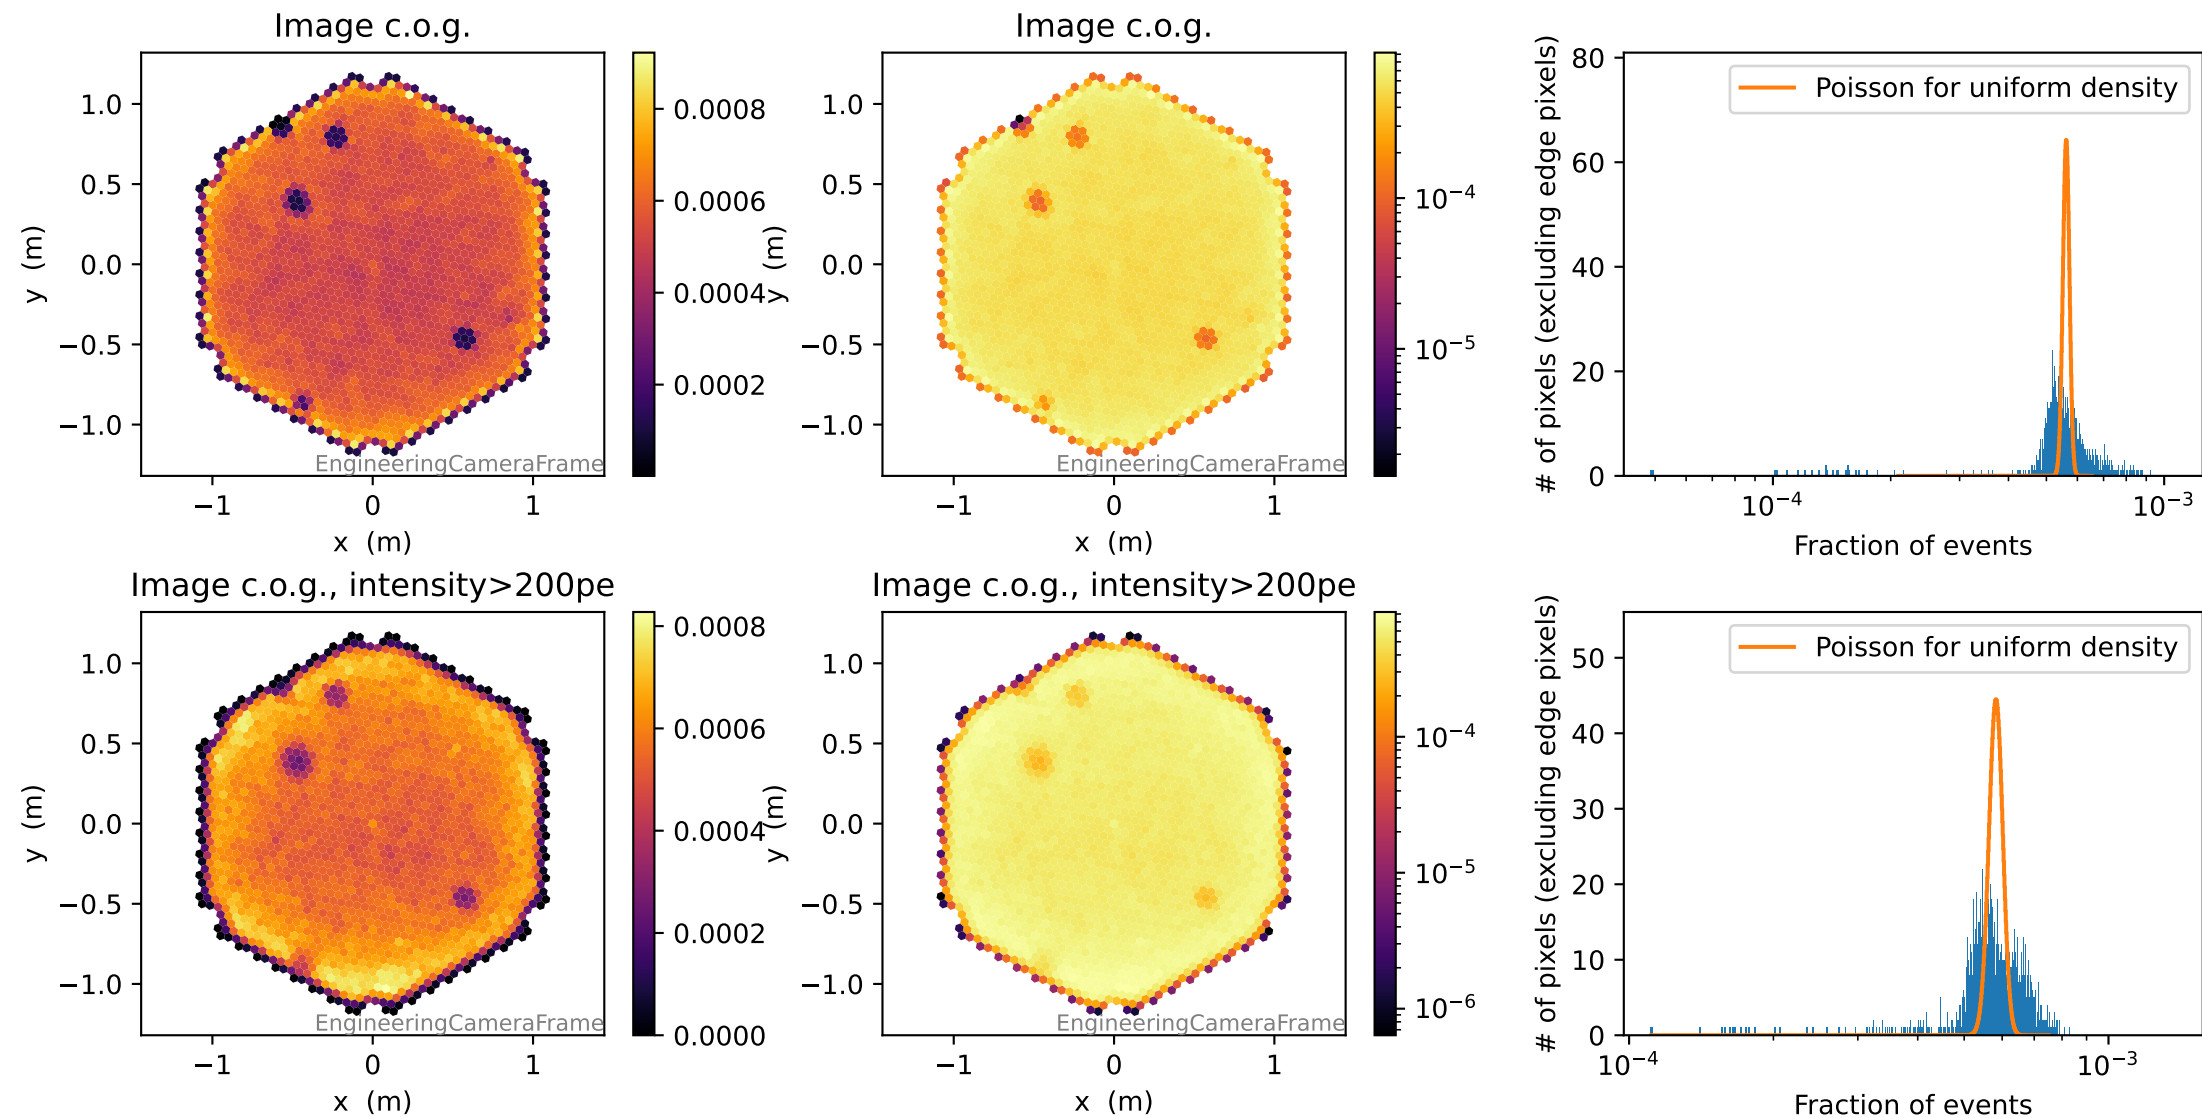 Image c.o.g.
1.0
0.5
0.0
−0.5
−1.0
y (m)
−1
0
1
x (m)
EngineeringCameraFrame
0.0008
0.0006
0.0004
0.0002
Image c.o.g.
1.0
0.5
0.0
−0.5
−1.0
y (m)
−1
0
1
x (m)
EngineeringCameraFrame
10⁻⁴
10⁻⁵
80
60
40
20
0
# of pixels (excluding edge pixels)
Poisson for uniform density
10⁻⁴
10⁻³
Fraction of events
Image c.o.g., intensity>200pe
1.0
0.5
0.0
−0.5
−1.0
y (m)
−1
0
1
x (m)
EngineeringCameraFrame
0.0008
0.0006
0.0004
0.0002
0.0000
Image c.o.g., intensity>200pe
1.0
0.5
0.0
−0.5
−1.0
y (m)
−1
0
1
x (m)
EngineeringCameraFrame
10⁻⁴
10⁻⁵
10⁻⁶
50
40
30
20
10
0
# of pixels (excluding edge pixels)
Poisson for uniform density
10⁻⁴
10⁻³
Fraction of events